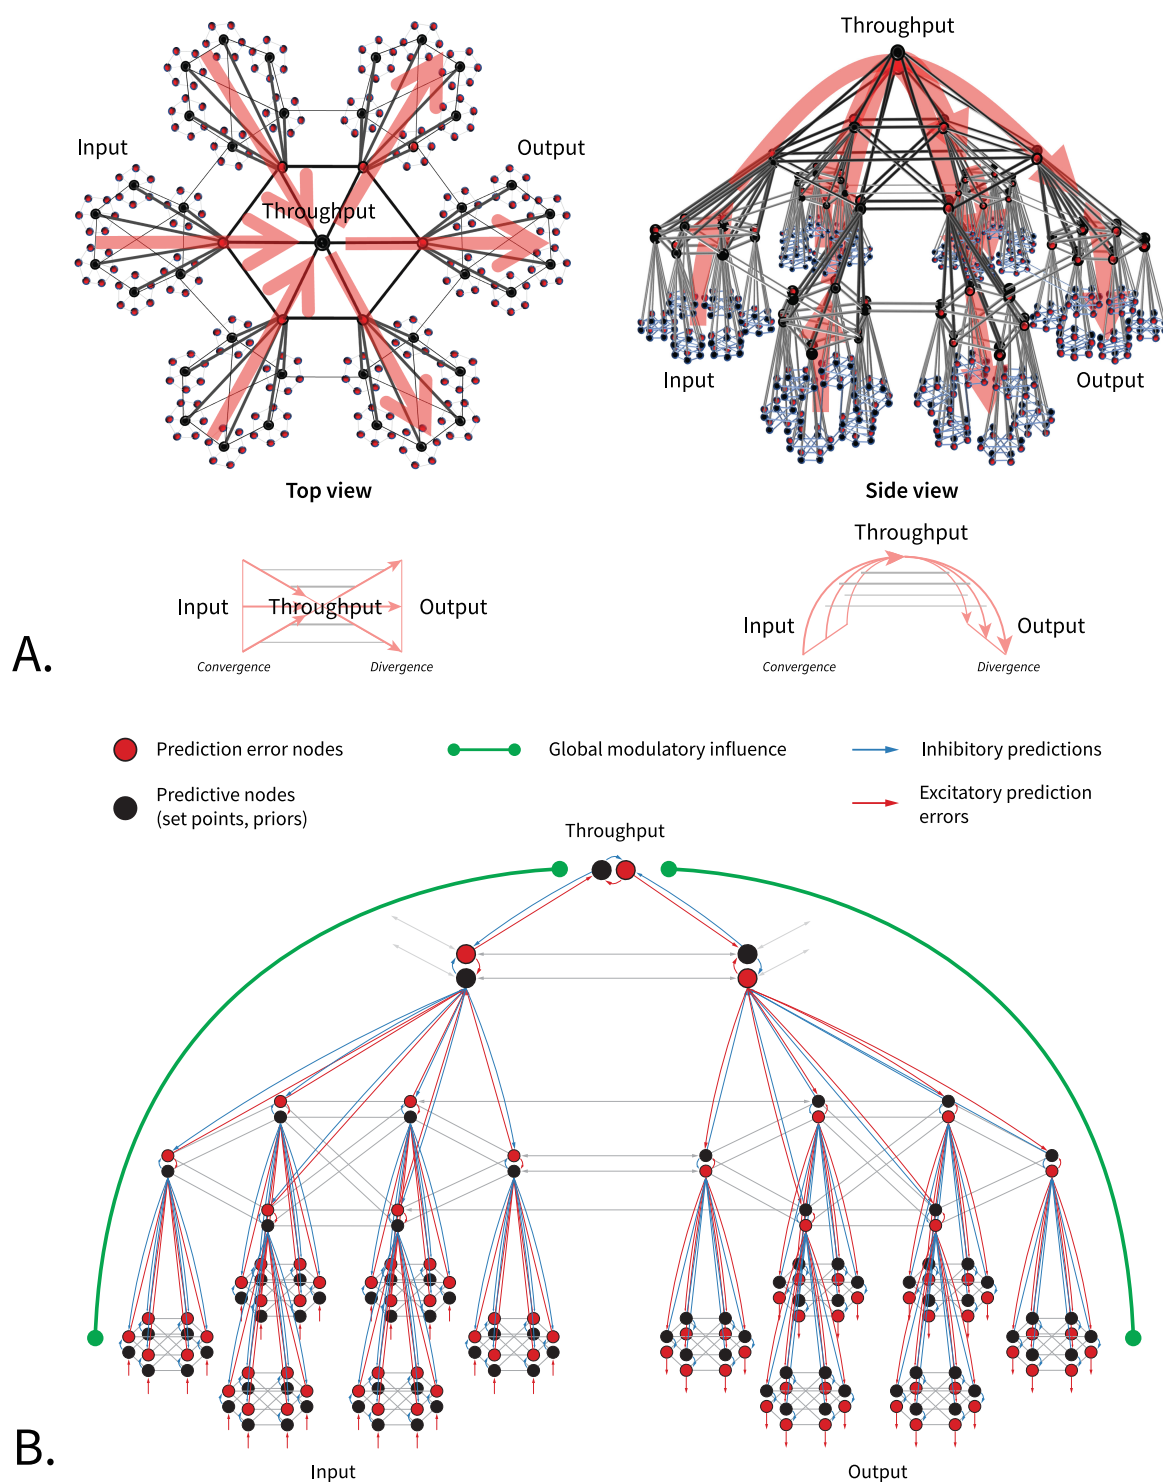 Throughput
Input
Output
Throughput
Input
Output
Top view
Side view
Throughput
Input
Throughput
Output
Input
Output
Convergence
Divergence
Convergence
Divergence
A.
Prediction error nodes
Global modulatory influence
Inhibitory predictions
Predictive nodes
(set points, priors)
Excitatory prediction
errors
Throughput
B.
Input
Output